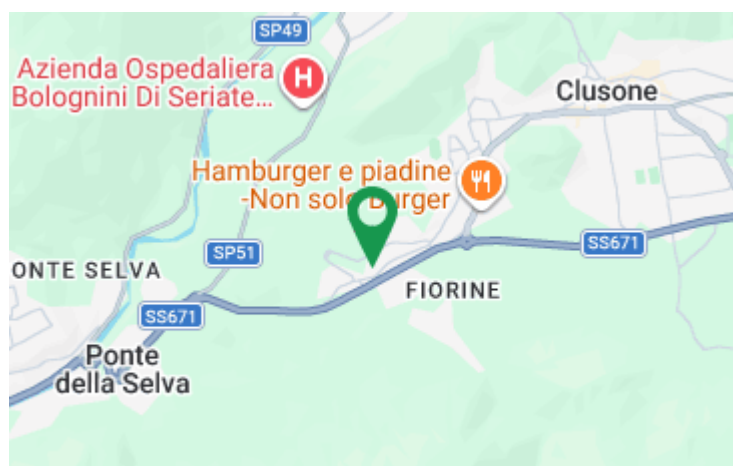 SP49
Azienda Ospedaliera
Bolognini Di Seriate...
H
Clusone
Hamburger e piadine
-Non solo Burger
SP51
SS671
ONTE SELVA
FIORINE
SS671
Ponte
della Selva